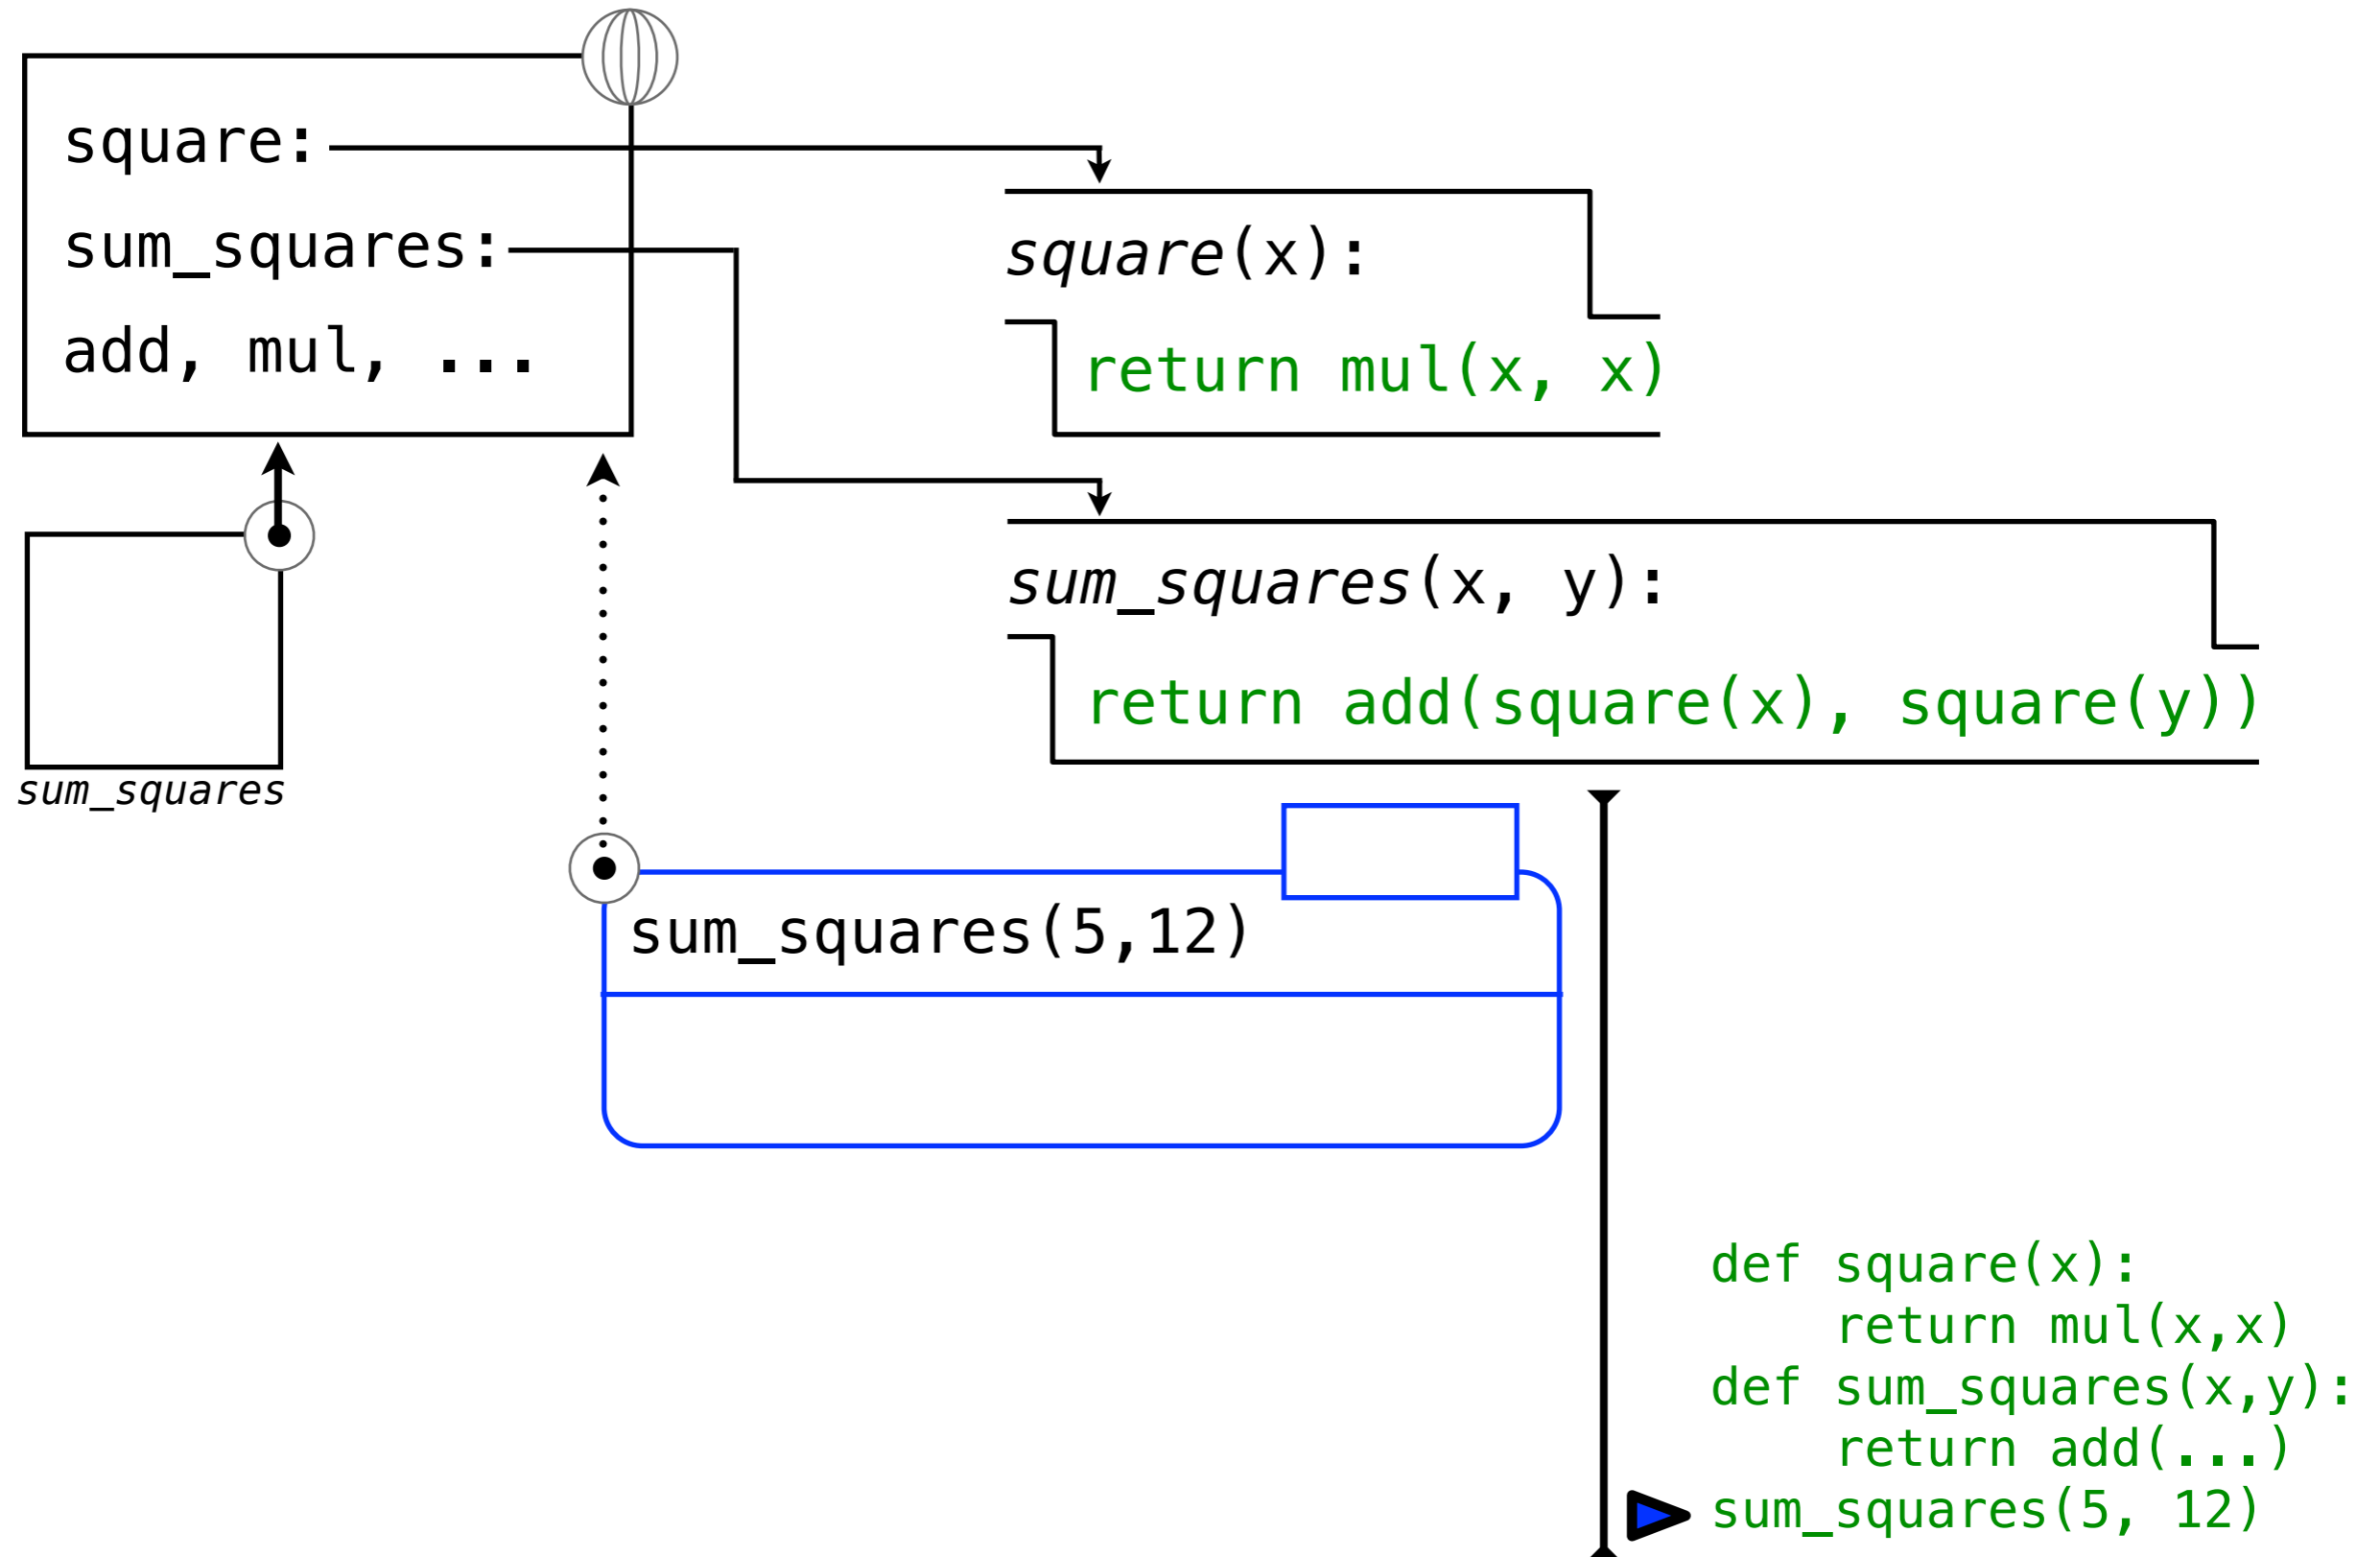 square:
sum_squares:
add, mul, ...
square(x):
return mul(x, x)
sum_squares(x, y):
return add(square(x), square(y))
sum_squares
sum_squares(5,12)
def square(x):
    return mul(x,x)
def sum_squares(x,y):
    return add(...)
sum_squares(5, 12)